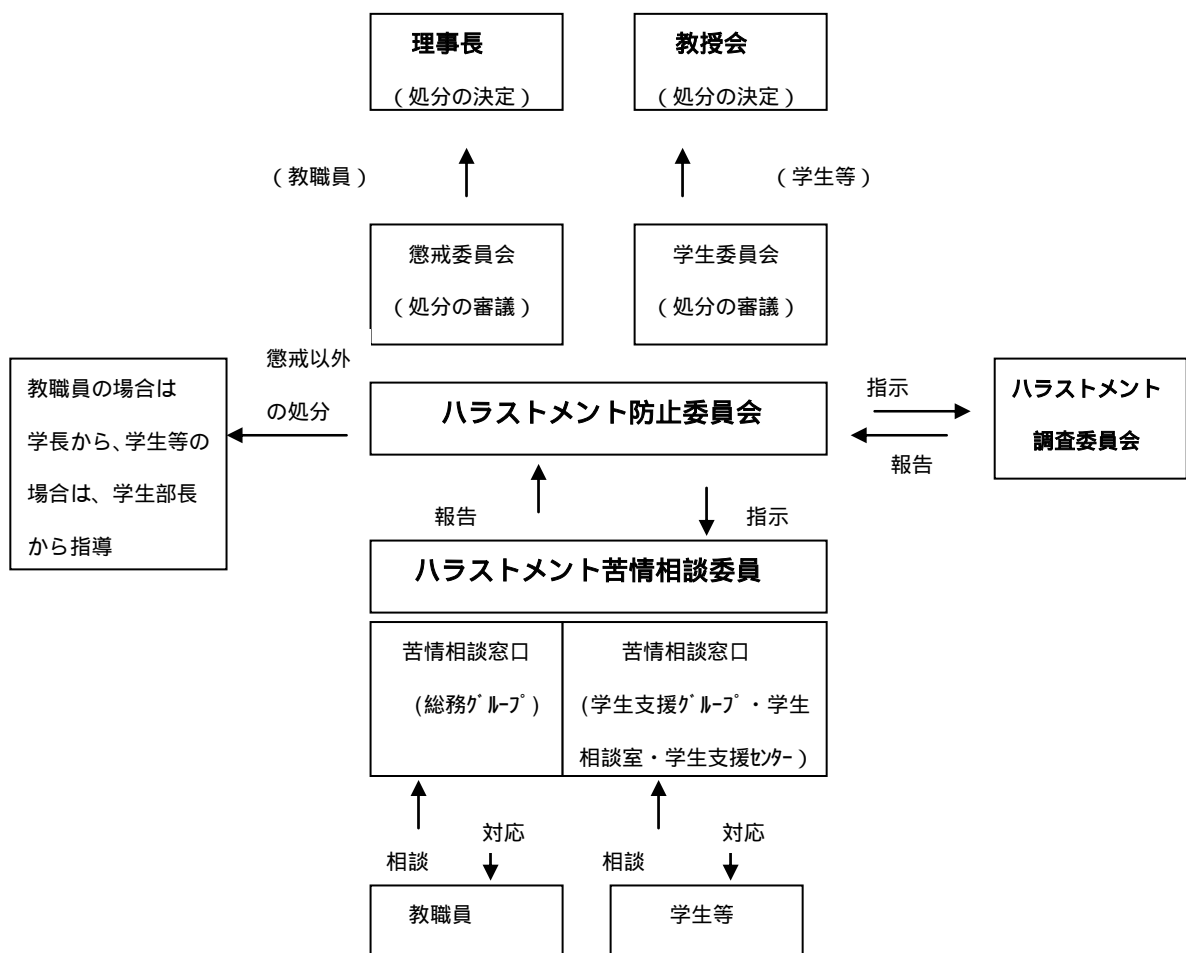 理事長
(処分の決定)
教授会
(処分の決定)
(教職員)
(学生等)
懲戒委員会
(処分の審議)
学生委員会
(処分の審議)
懲戒以外
の処分
教職員の場合は
学長から、学生等の
場合は、学生部長
から指導
ハラストメント防止委員会
指示
報告
ハラストメント
調査委員会
報告
指示
ハラストメント苦情相談委員
苦情相談窓口
(総務グループ)
苦情相談窓口
(学生支援グループ・学生
相談室・学生支援センター)
相談
対応
相談
対応
教職員
学生等